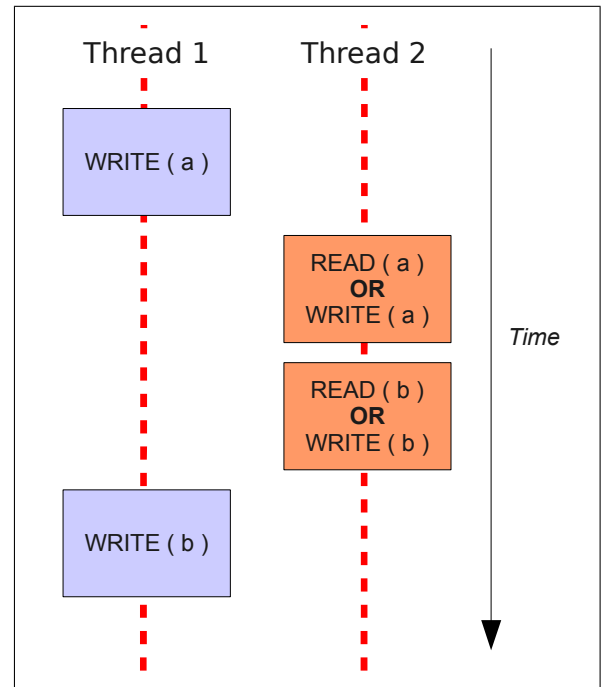 Thread 1
Thread 2
WRITE ( a )
READ ( a )
OR
WRITE ( a )
Time
READ ( b )
OR
WRITE ( b )
WRITE ( b )